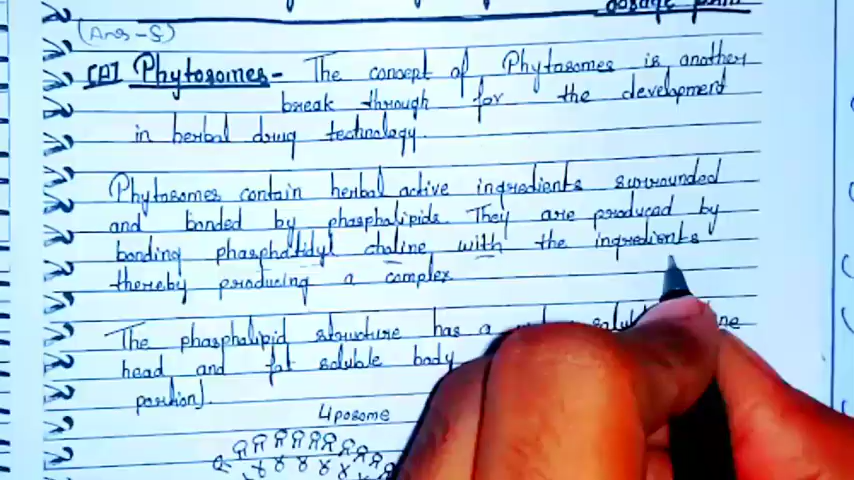 dosage form
(Ans-5)
[A] Phytosomes- The concept of Phytosomes is another
break through for the development
in herbal drug technology.
Phytosomes contain herbal active ingredients surrounded
and bonded by phospholipids. They are produced by
bonding phosphatidyl choline with the ingredients
thereby producing a complex
The phospholipid structure has a
head and fat soluble body
portion).
Liposome